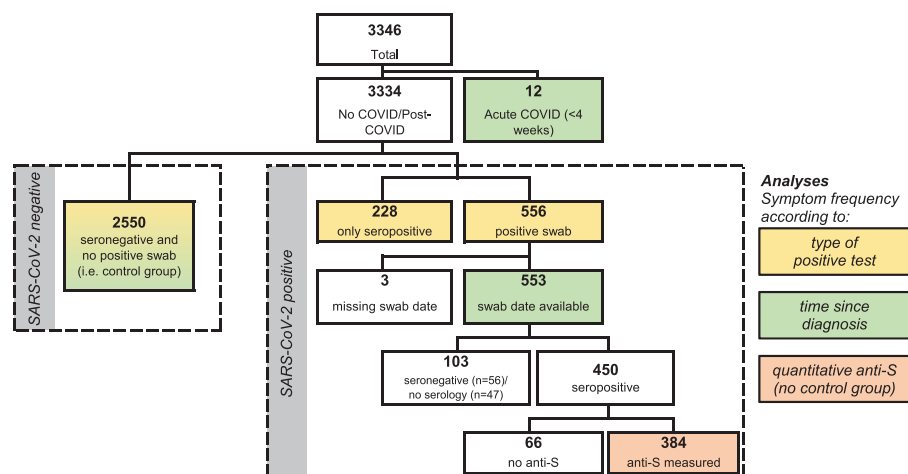 3346
Total
3334
No COVID/Post-
COVID
12
Acute COVID (<4
weeks)
SARS-CoV-2 negative
2550
seronegative and
no positive swab
(i.e. control group)
SARS-CoV-2 positive
228
only seropositive
556
positive swab
3
missing swab date
553
swab date available
103
seronegative (n=56)/
no serology (n=47)
450
seropositive
66
no anti-S
384
anti-S measured
Analyses
Symptom frequency
according to:
type of
positive test
time since
diagnosis
quantitative anti-S
(no control group)